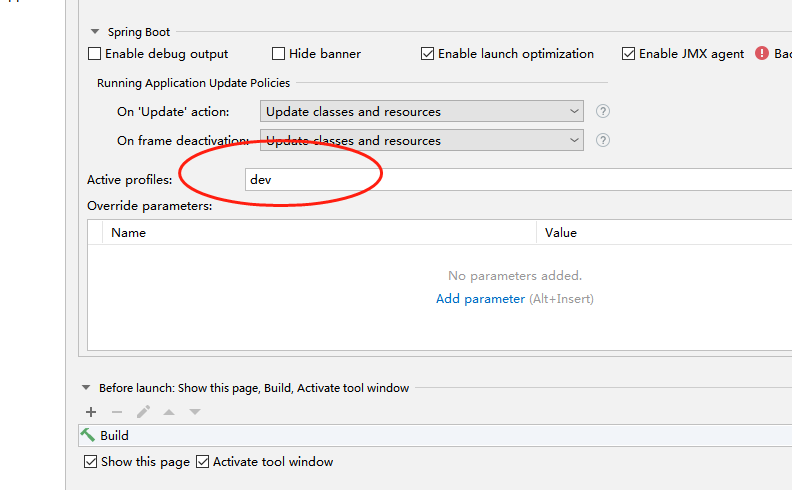 Spring Boot
Enable debug output Hide banner Enable launch optimization Enable JMX agent
Running Application Update Policies
On 'Update' action: Update classes and resources ?
On frame deactivation: Update classes and resources ?
Active profiles: dev
Override parameters:
Name Value
No parameters added.
Add parameter (Alt+Insert)
Before launch: Show this page, Build, Activate tool window
Build
Show this page Activate tool window